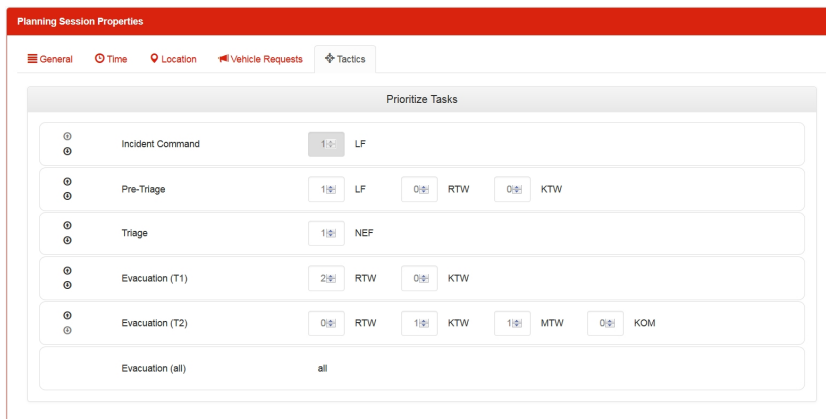 Planning Session Properties
General Time Location Vehicle Requests Tactics
Prioritize Tasks
Incident Command 1 LF
Pre-Triage 1 LF 0 RTW 0 KTW
Triage 1 NEF
Evacuation (T1) 2 RTW 0 KTW
Evacuation (T2) 0 RTW 1 KTW 1 MTW 0 KOM
Evacuation (all) all